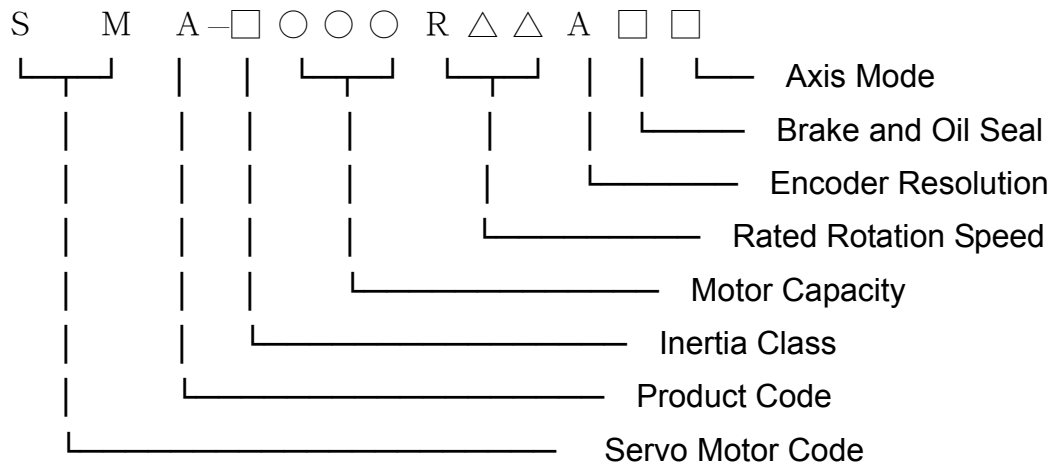 S M A－□ ○ ○ ○ R △ △ A □ □
Axis Mode
Brake and Oil Seal
Encoder Resolution
Rated Rotation Speed
Motor Capacity
Inertia Class
Product Code
Servo Motor Code